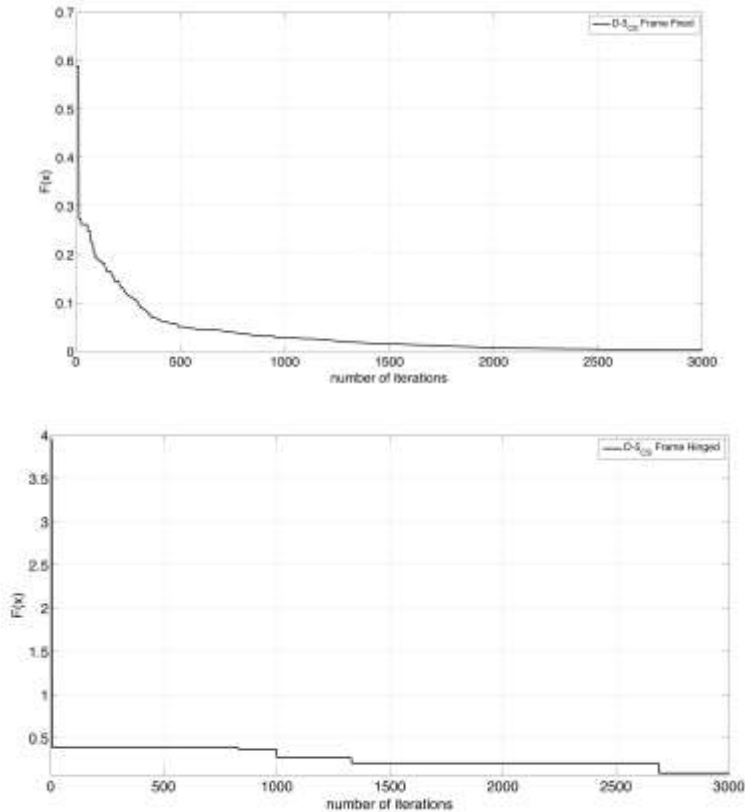 0.7
D-S_CS Frame Fixed
0.6
0.5
0.4
F(x)
0.3
0.2
0.1
0
0 500 1000 1500 2000 2500 3000
number of iterations
4
D-S_CS Frame Hinged
3.5
3
2.5
F(x)
2
1.5
1
0.5
0 500 1000 1500 2000 2500 3000
number of iterations